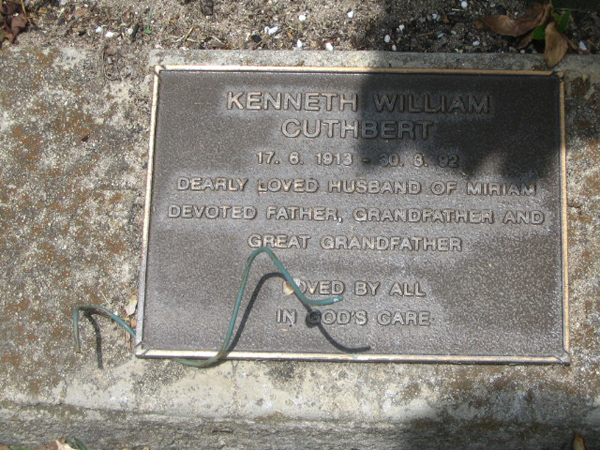 KENNETH WILLIAM
CUTHBERT
17. 6. 1913 - 30. 3. 92
DEARLY LOVED HUSBAND OF MIRIAM
DEVOTED FATHER, GRANDFATHER AND
GREAT GRANDFATHER
LOVED BY ALL
IN GOD'S CARE